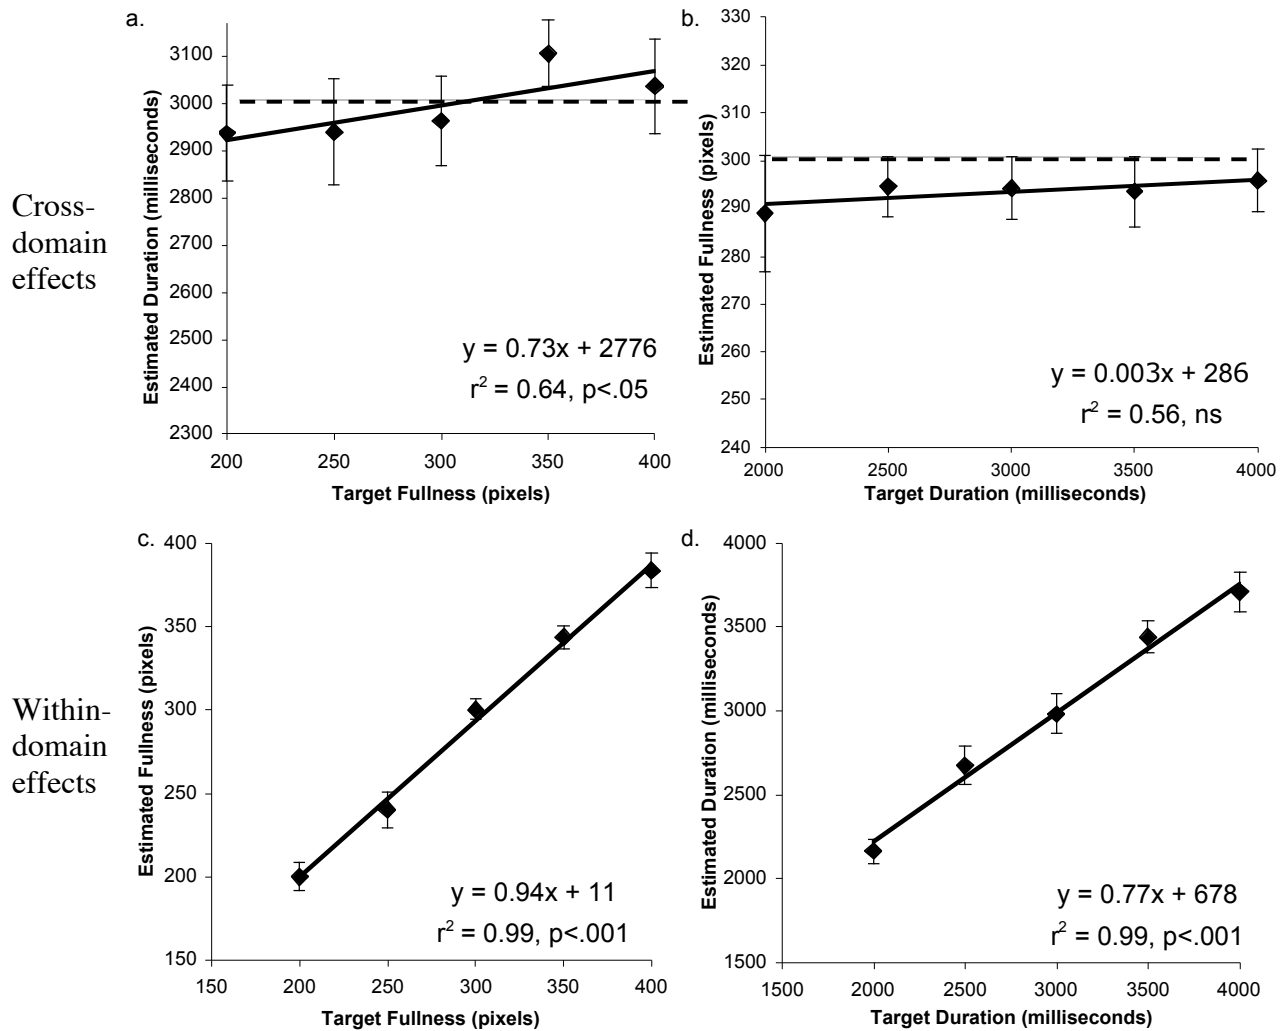 a.
Cross-
domain
effects
Estimated Duration (milliseconds)
3100
3000
2900
2800
2700
2600
2500
2400
2300
200
250
300
350
400
Target Fullness (pixels)
y = 0.73x + 2776
r² = 0.64, p<.05
b.
Estimated Fullness (pixels)
330
320
310
300
290
280
270
260
250
240
2000
2500
3000
3500
4000
Target Duration (milliseconds)
y = 0.003x + 286
r² = 0.56, ns
Within-
domain
effects
c.
Estimated Fullness (pixels)
400
350
300
250
200
150
150
200
250
300
350
400
Target Fullness (pixels)
y = 0.94x + 11
r² = 0.99, p<.001
d.
Estimated Duration (milliseconds)
4000
3500
3000
2500
2000
1500
1500
2000
2500
3000
3500
4000
Target Duration (milliseconds)
y = 0.77x + 678
r² = 0.99, p<.001